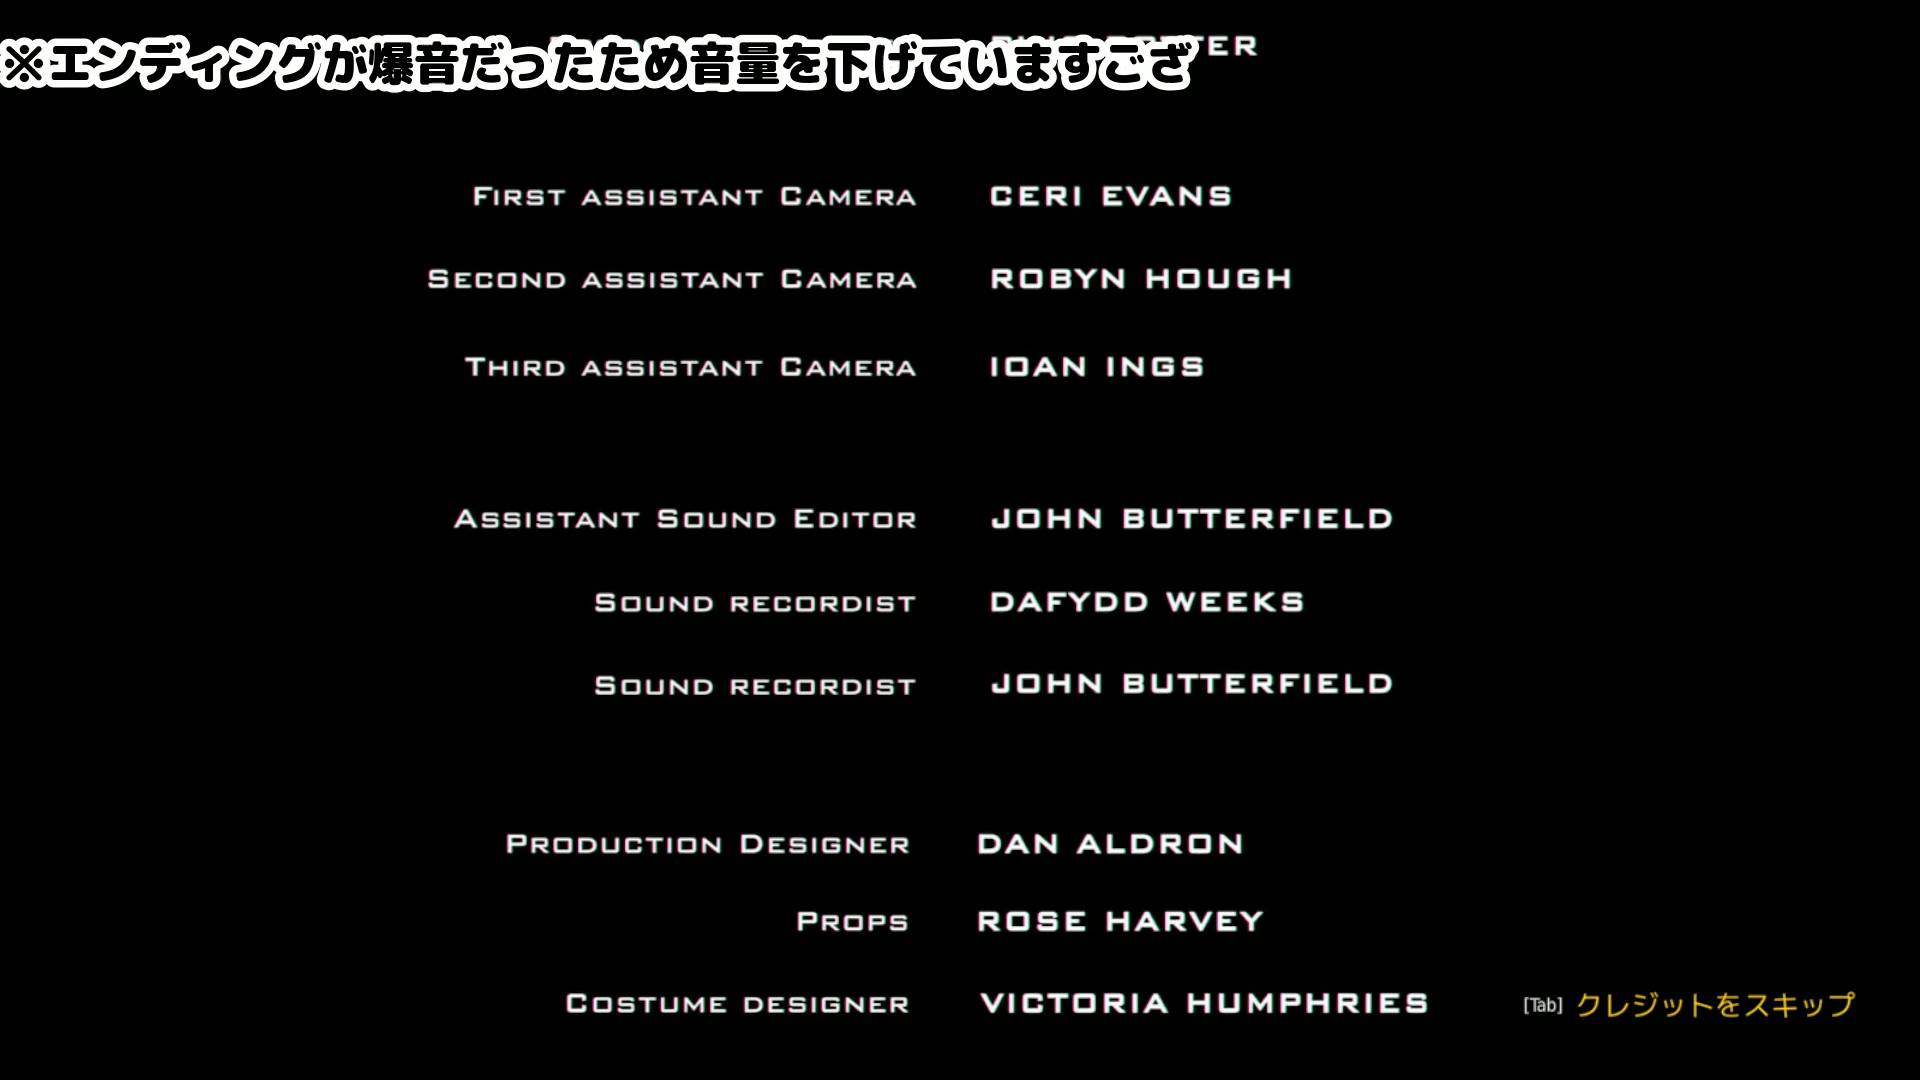 ※エンディングが爆音だったため音量を下げていますござ
First assistant Camera CERI EVANS
Second assistant Camera ROBYN HOUGH
Third assistant Camera IOAN INGS
Assistant Sound Editor JOHN BUTTERFIELD
Sound recordist DAFYDD WEEKS
Sound recordist JOHN BUTTERFIELD
Production Designer DAN ALDRON
Props ROSE HARVEY
Costume designer VICTORIA HUMPHRIES
[Tab] クレジットをスキップ